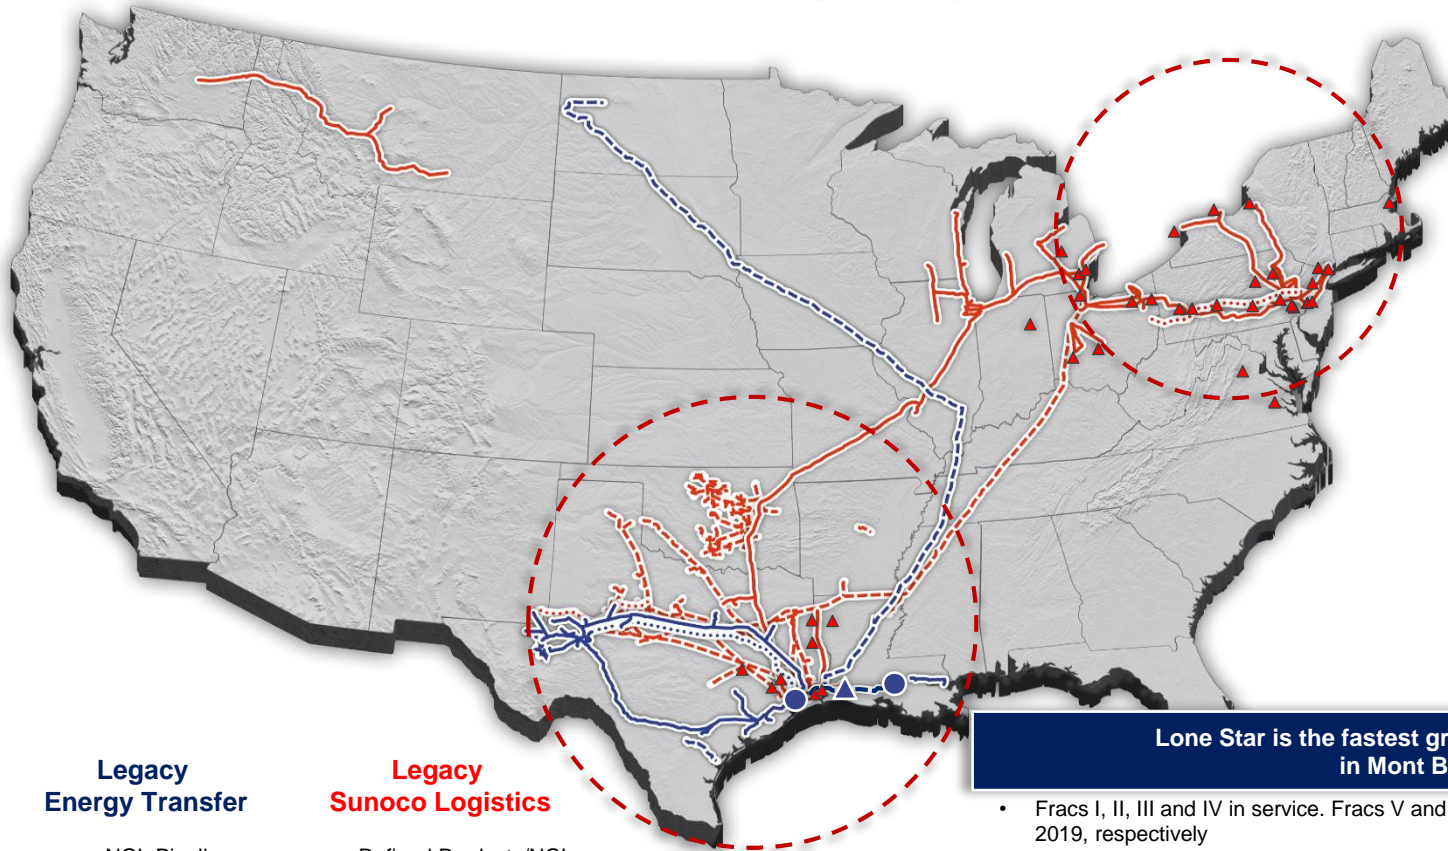 Legacy
Energy Transfer
Legacy
Sunoco Logistics
Lone Star is the fastest
in Mont
• Fracs I, II, III and IV in service. Fracs V and
2019, respectively